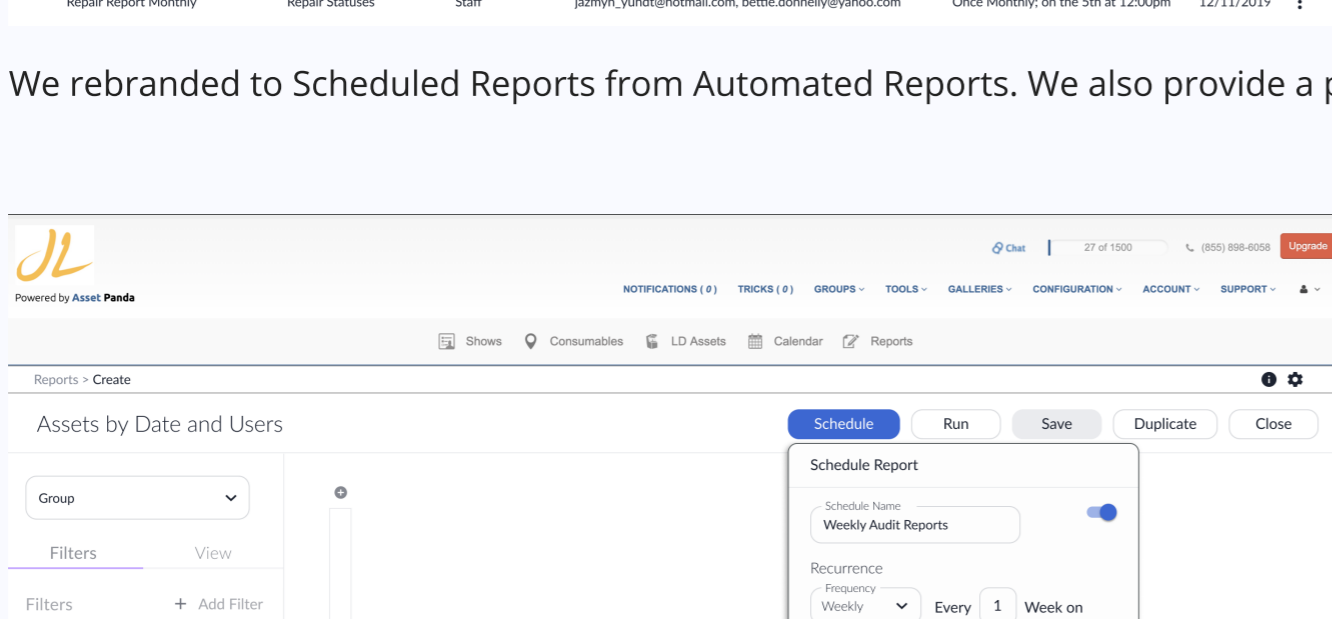 Repair Report Monthly Repair Statuses Staff jazmyn_yundt@hotmail.com, bettie.donnelly@yahoo.com Once Monthly; on the 5th at 12:00pm 12/11/2019
We rebranded to Scheduled Reports from Automated Reports. We also provide a p
JL
Chat 27 of 1500 (855) 898-6058 Upgrade
Powered by Asset Panda
NOTIFICATIONS ( 0 ) TRICKS ( 0 ) GROUPS TOOLS GALLERIES CONFIGURATION ACCOUNT SUPPORT
Shows Consumables LD Assets Calendar Reports
Reports > Create
Assets by Date and Users Schedule Run Save Duplicate Close
Schedule Report
Group
Schedule Name
Weekly Audit Reports
Filters View
Recurrence
Frequency
Filters + Add Filter Weekly Every 1 Week on